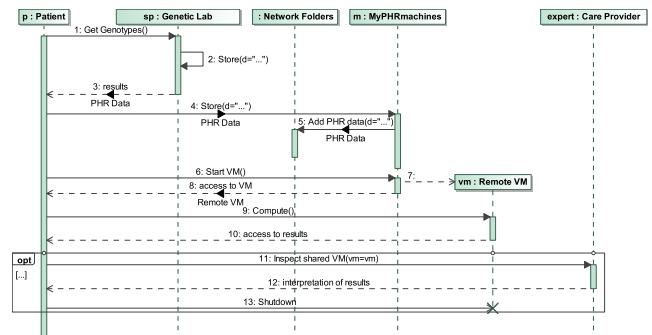 p : Patient
sp : Genetic Lab
: Network Folders
m : MyPHRmachines
expert : Care Provider
1: Get Genotypes()
2: Store(d="...")
3: results
PHR Data
4: Store(d="...")
PHR Data
5: Add PHR data(d="...")
PHR Data
6: Start VM()
7:
vm : Remote VM
8: access to VM
Remote VM
9: Compute()
10: access to results
opt
11: Inspect shared VM(vm=vm)
[...]
12: interpretation of results
13: Shutdown